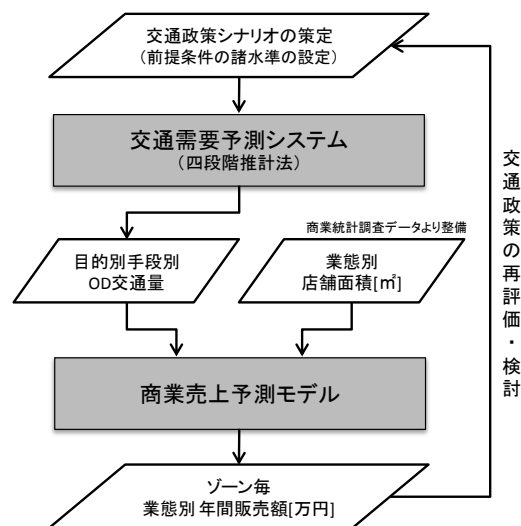 交通政策シナリオの策定
(前提条件の諸水準の設定)
交通需要予測システム
(四段階推計法)
商業統計調査データより整備
目的別手段別
OD交通量
業態別
店舗面積[㎡]
商業売上予測モデル
ゾーン毎
業態別 年間販売額[万円]
交通政策の再評価・検討